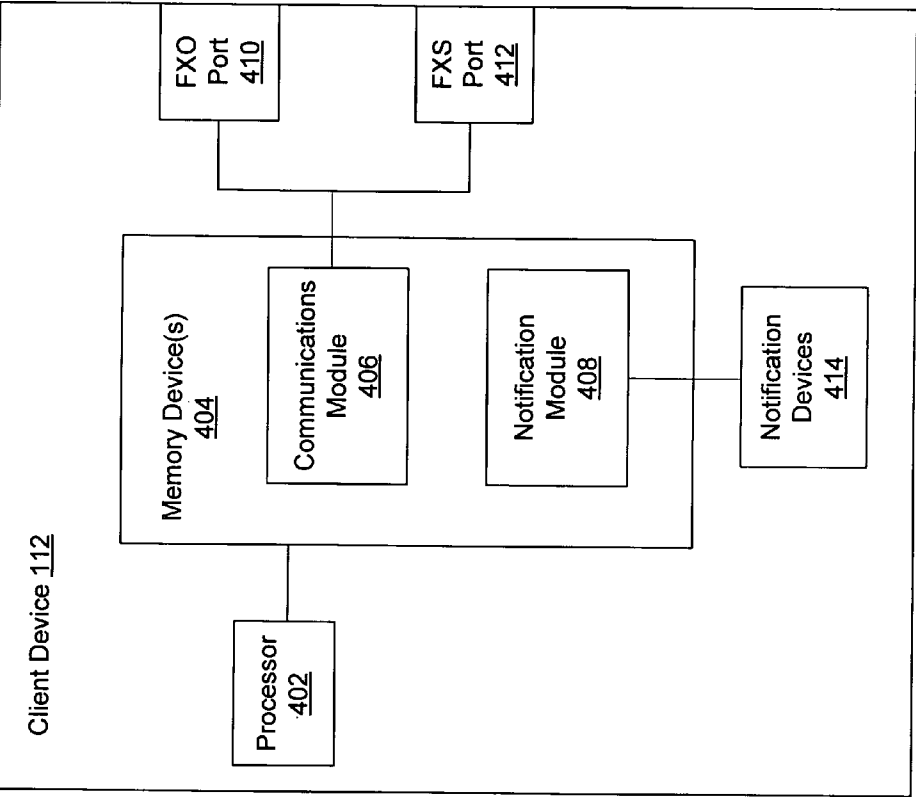 Client Device 112
Processor
402
Memory Device(s)
404
Communications
Module
406
Notification
Module
408
FXO
Port
410
FXS
Port
412
Notification
Devices
414